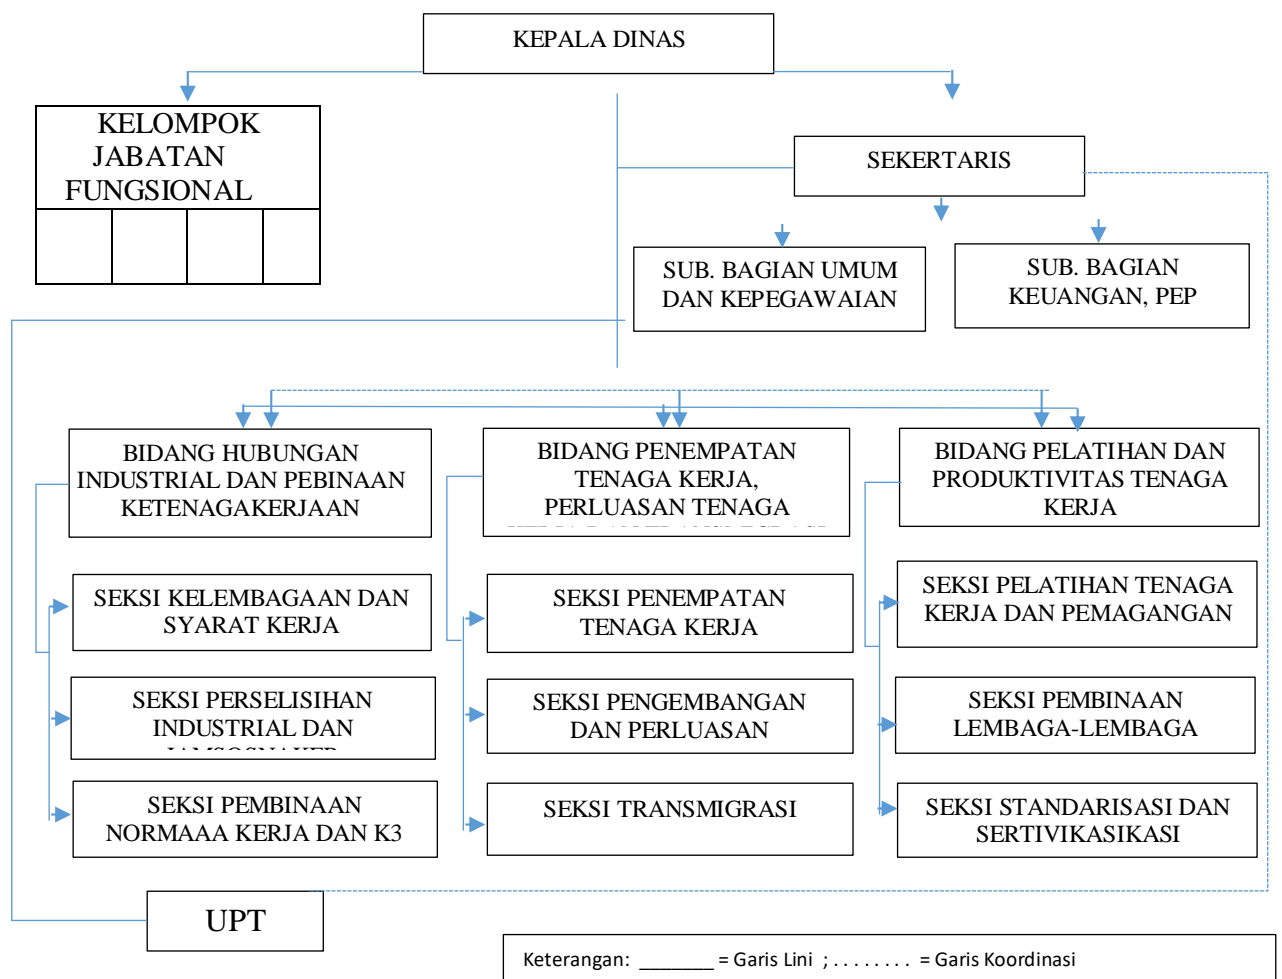 KEPALA DINAS
KELOMPOK
JABATAN
FUNGSIONAL
SEKERTARIS
SUB. BAGIAN UMUM
DAN KEPEGAWAIAN
SUB. BAGIAN
KEUANGAN, PEP
BIDANG HUBUNGAN
INDUSTRIAL DAN PEBINAAN
KETENAGAKERJAAN
BIDANG PENEMPATAN
TENAGA KERJA,
PERLUASAN TENAGA
BIDANG PELATIHAN DAN
PRODUKTIVITAS TENAGA
KERJA
SEKSI KELEMBAGAAN DAN
SYARAT KERJA
SEKSI PENEMPATAN
TENAGA KERJA
SEKSI PELATIHAN TENAGA
KERJA DAN PEMAGANGAN
SEKSI PERSELISIHAN
INDUSTRIAL DAN
SEKSI PENGEMBANGAN
DAN PERLUASAN
SEKSI PEMBINAAN
LEMBAGA-LEMBAGA
SEKSI PEMBINAAN
NORMAAA KERJA DAN K3
SEKSI TRANSMIGRASI
SEKSI STANDARISASI DAN
SERTIVIKASIKASI
UPT
Keterangan: _______ = Garis Lini ; . . . . . . . . = Garis Koordinasi